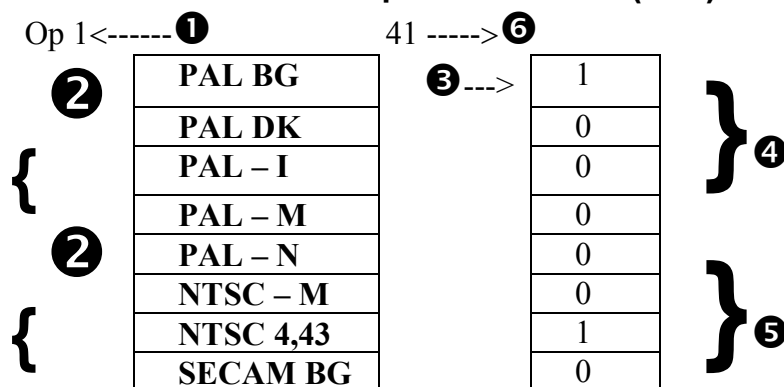 Op 1<------❶ 41 ----->❻
❷ PAL BG ❸---> 1
PAL DK 0 } ❹
{ PAL – I 0
PAL – M 0
❷ PAL – N 0
NTSC – M 0
{ NTSC 4,43 1 } ❺
SECAM BG 0